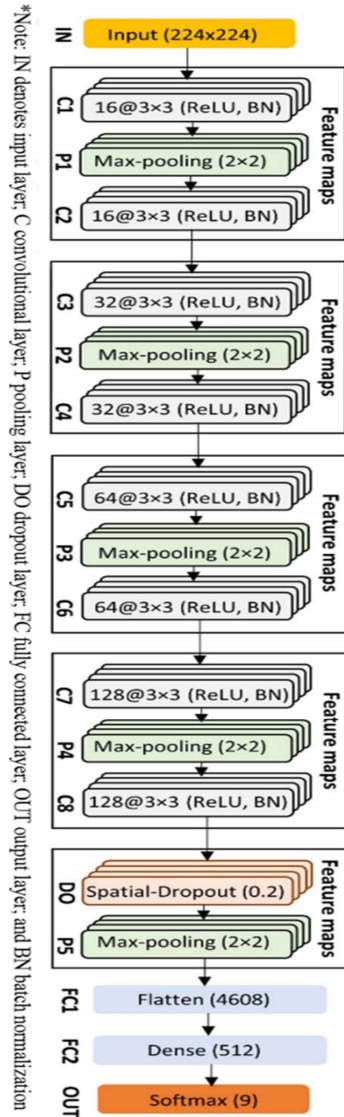 IN
Input (224x224)
Feature maps
C1
16@3×3 (ReLU, BN)
P1
Max-pooling (2×2)
C2
16@3×3 (ReLU, BN)
Feature maps
C3
32@3×3 (ReLU, BN)
P2
Max-pooling (2×2)
C4
32@3×3 (ReLU, BN)
Feature maps
C5
64@3×3 (ReLU, BN)
P3
Max-pooling (2×2)
C6
64@3×3 (ReLU, BN)
Feature maps
C7
128@3×3 (ReLU, BN)
P4
Max-pooling (2×2)
C8
128@3×3 (ReLU, BN)
Feature maps
DO
Spatial-Dropout (0.2)
P5
Max-pooling (2×2)
FC1
Flatten (4608)
FC2
Dense (512)
OUT
Softmax (9)
*Note: IN denotes input layer; C convolutional layer; P pooling layer; DO dropout layer; FC fully connected layer; OUT output layer; and BN batch normalization